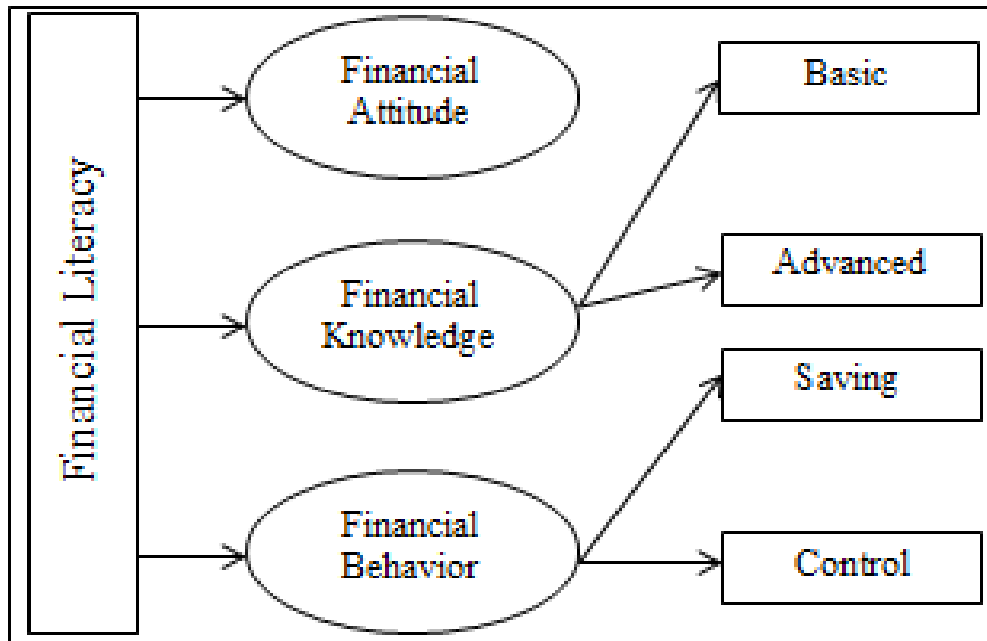 Financial Literacy
Financial
Attitude
Financial
Knowledge
Financial
Behavior
Basic
Advanced
Saving
Control